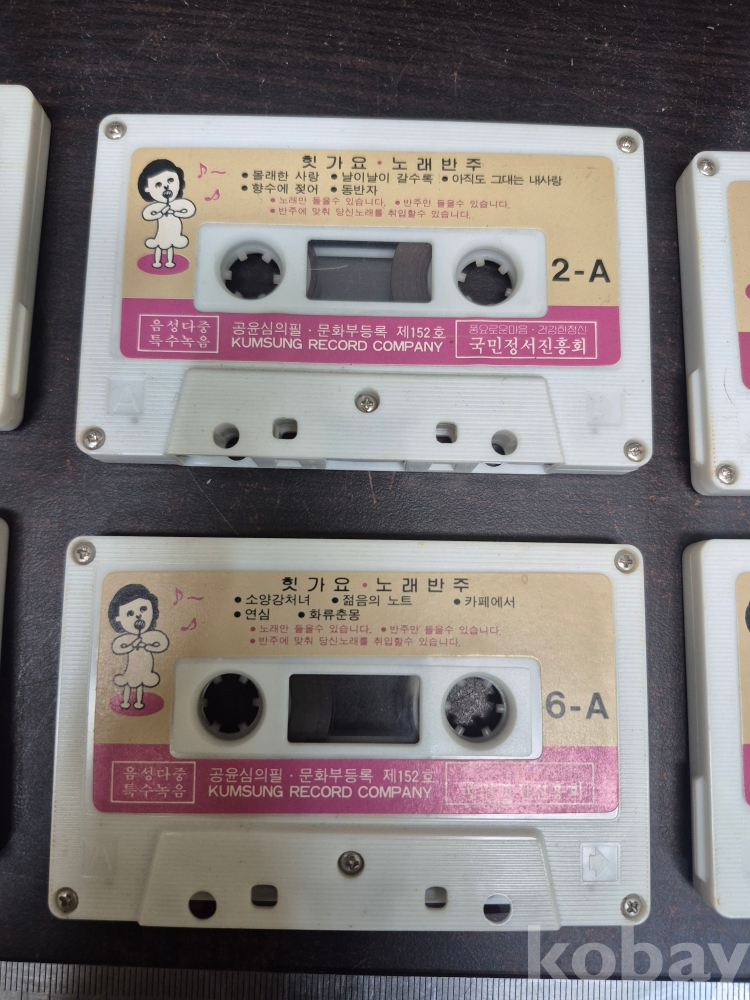 힛가요·노래반주
• 몰래한 사랑 • 날이날이 갈수록 • 아직도 그대는 내사랑
• 향수에 젖어 • 동반자
• 노래만 들을수 있습니다. • 반주만 들을수 있습니다.
• 반주에 맞춰 당신노래를 취입할수 있습니다.
2-A
음성다중
특수녹음
공윤심의필·문화부등록 제152호
KUMSUNG RECORD COMPANY
풍요로운마음·건강한정신
국민정서진흥회
A
힛가요·노래반주
• 소양강처녀 • 젊음의 노트 • 카페에서
• 연심 • 화류춘몽
• 노래만 들을수 있습니다. • 반주만 들을수 있습니다.
• 반주에 맞춰 당신노래를 취입할수 있습니다.
6-A
음성다중
특수녹음
공윤심의필·문화부등록 제152호
KUMSUNG RECORD COMPANY
국민정서진흥회
A
kobay